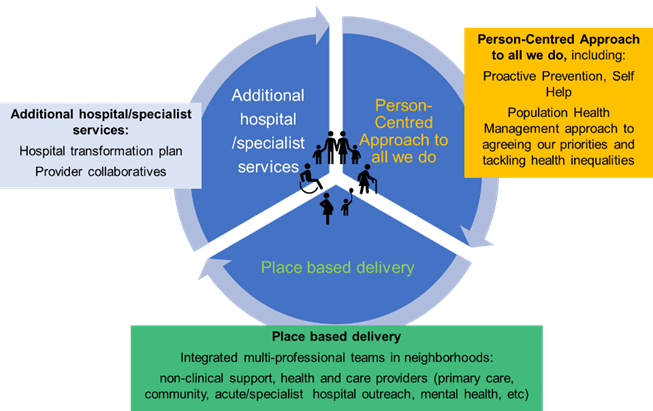 Additional hospital/specialist
services:
Hospital transformation plan
Provider collaboratives
Additional
hospital
/specialist
services
Person-
Centred
Approach to
all we do
Person-Centred Approach
to all we do, including:
Proactive Prevention, Self
Help
Population Health
Management approach to
agreeing our priorities and
tackling health inequalities
Place based delivery
Place based delivery
Integrated multi-professional teams in neighborhoods:
non-clinical support, health and care providers (primary care,
community, acute/specialist hospital outreach, mental health, etc)